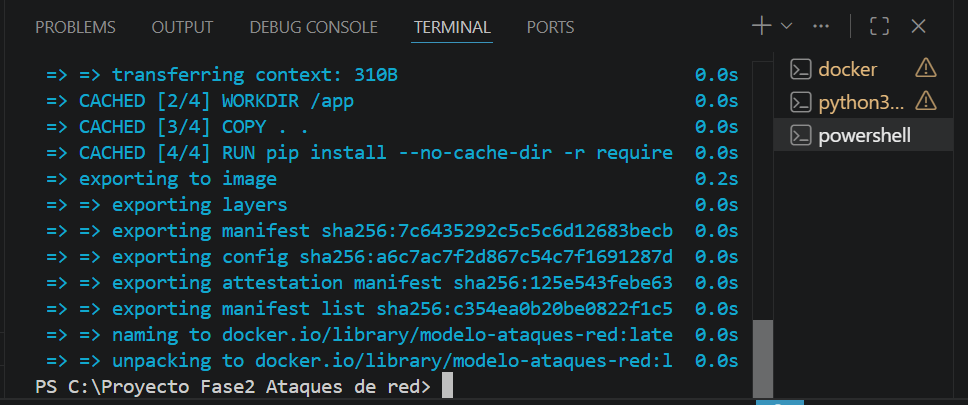 PROBLEMS OUTPUT DEBUG CONSOLE TERMINAL PORTS
=> => transferring context: 310B 0.0s
=> CACHED [2/4] WORKDIR /app 0.0s
=> CACHED [3/4] COPY . . 0.0s
=> CACHED [4/4] RUN pip install --no-cache-dir -r require 0.0s
=> exporting to image 0.2s
=> => exporting layers 0.0s
=> => exporting manifest sha256:7c6435292c5c5c6d12683becb 0.0s
=> => exporting config sha256:a6c7ac7f2d867c54c7f1691287d 0.0s
=> => exporting attestation manifest sha256:125e543febe63 0.0s
=> => exporting manifest list sha256:c354ea0b20be0822f1c5 0.0s
=> => naming to docker.io/library/modelo-ataques-red:late 0.0s
=> => unpacking to docker.io/library/modelo-ataques-red:l 0.0s
PS C:\Proyecto Fase2 Ataques de red>
docker
python3...
powershell